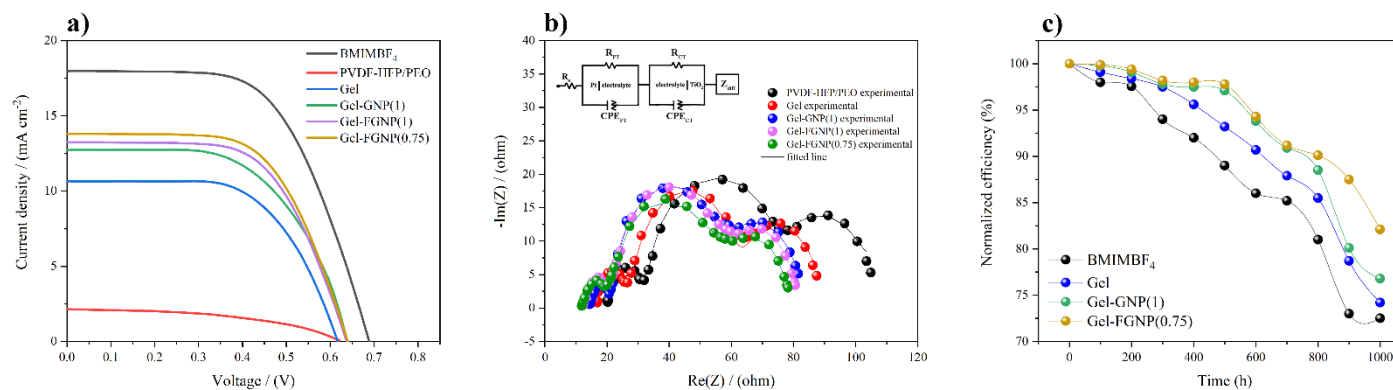 a)
20
15
10
5
0
Current density / (mA cm⁻²)
0.0 0.1 0.2 0.3 0.4 0.5 0.6 0.7 0.8
Voltage / (V)
BMIMBF₄
PVDF-HFP/PEO
Gel
Gel-GNP(1)
Gel-FGNP(1)
Gel-FGNP(0.75)
b)
40
35
30
25
20
15
10
5
0
-Im(Z) / (ohm)
0 20 40 60 80 100 120
Re(Z) / (ohm)
R_PT R_CT
R_s Pt electrolyte electrolyte TiO₂
CPE_PT CPE_CT
PVDF-HFP/PEO experimental
Gel experimental
Gel-GNP(1) experimental
Gel-FGNP(1) experimental
Gel-FGNP(0.75) experimental
fitted line
c)
100
95
90
85
80
75
70
Normalized efficiency (%)
0 200 400 600 800 1000
Time (h)
BMIMBF₄
Gel
Gel-GNP(1)
Gel-FGNP(0.75)